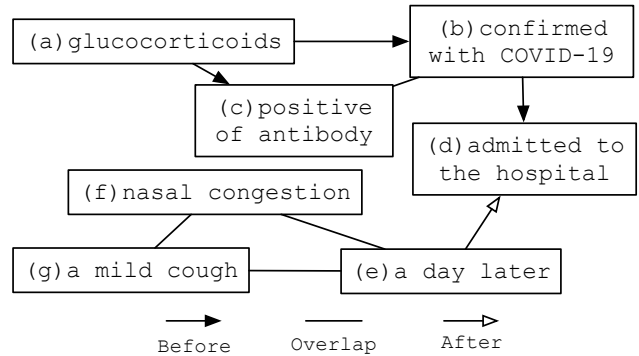 (a)glucocorticoids
(b)confirmed
with COVID-19
(c)positive
of antibody
(d)admitted to
the hospital
(f)nasal congestion
(g)a mild cough
(e)a day later
Before
Overlap
After